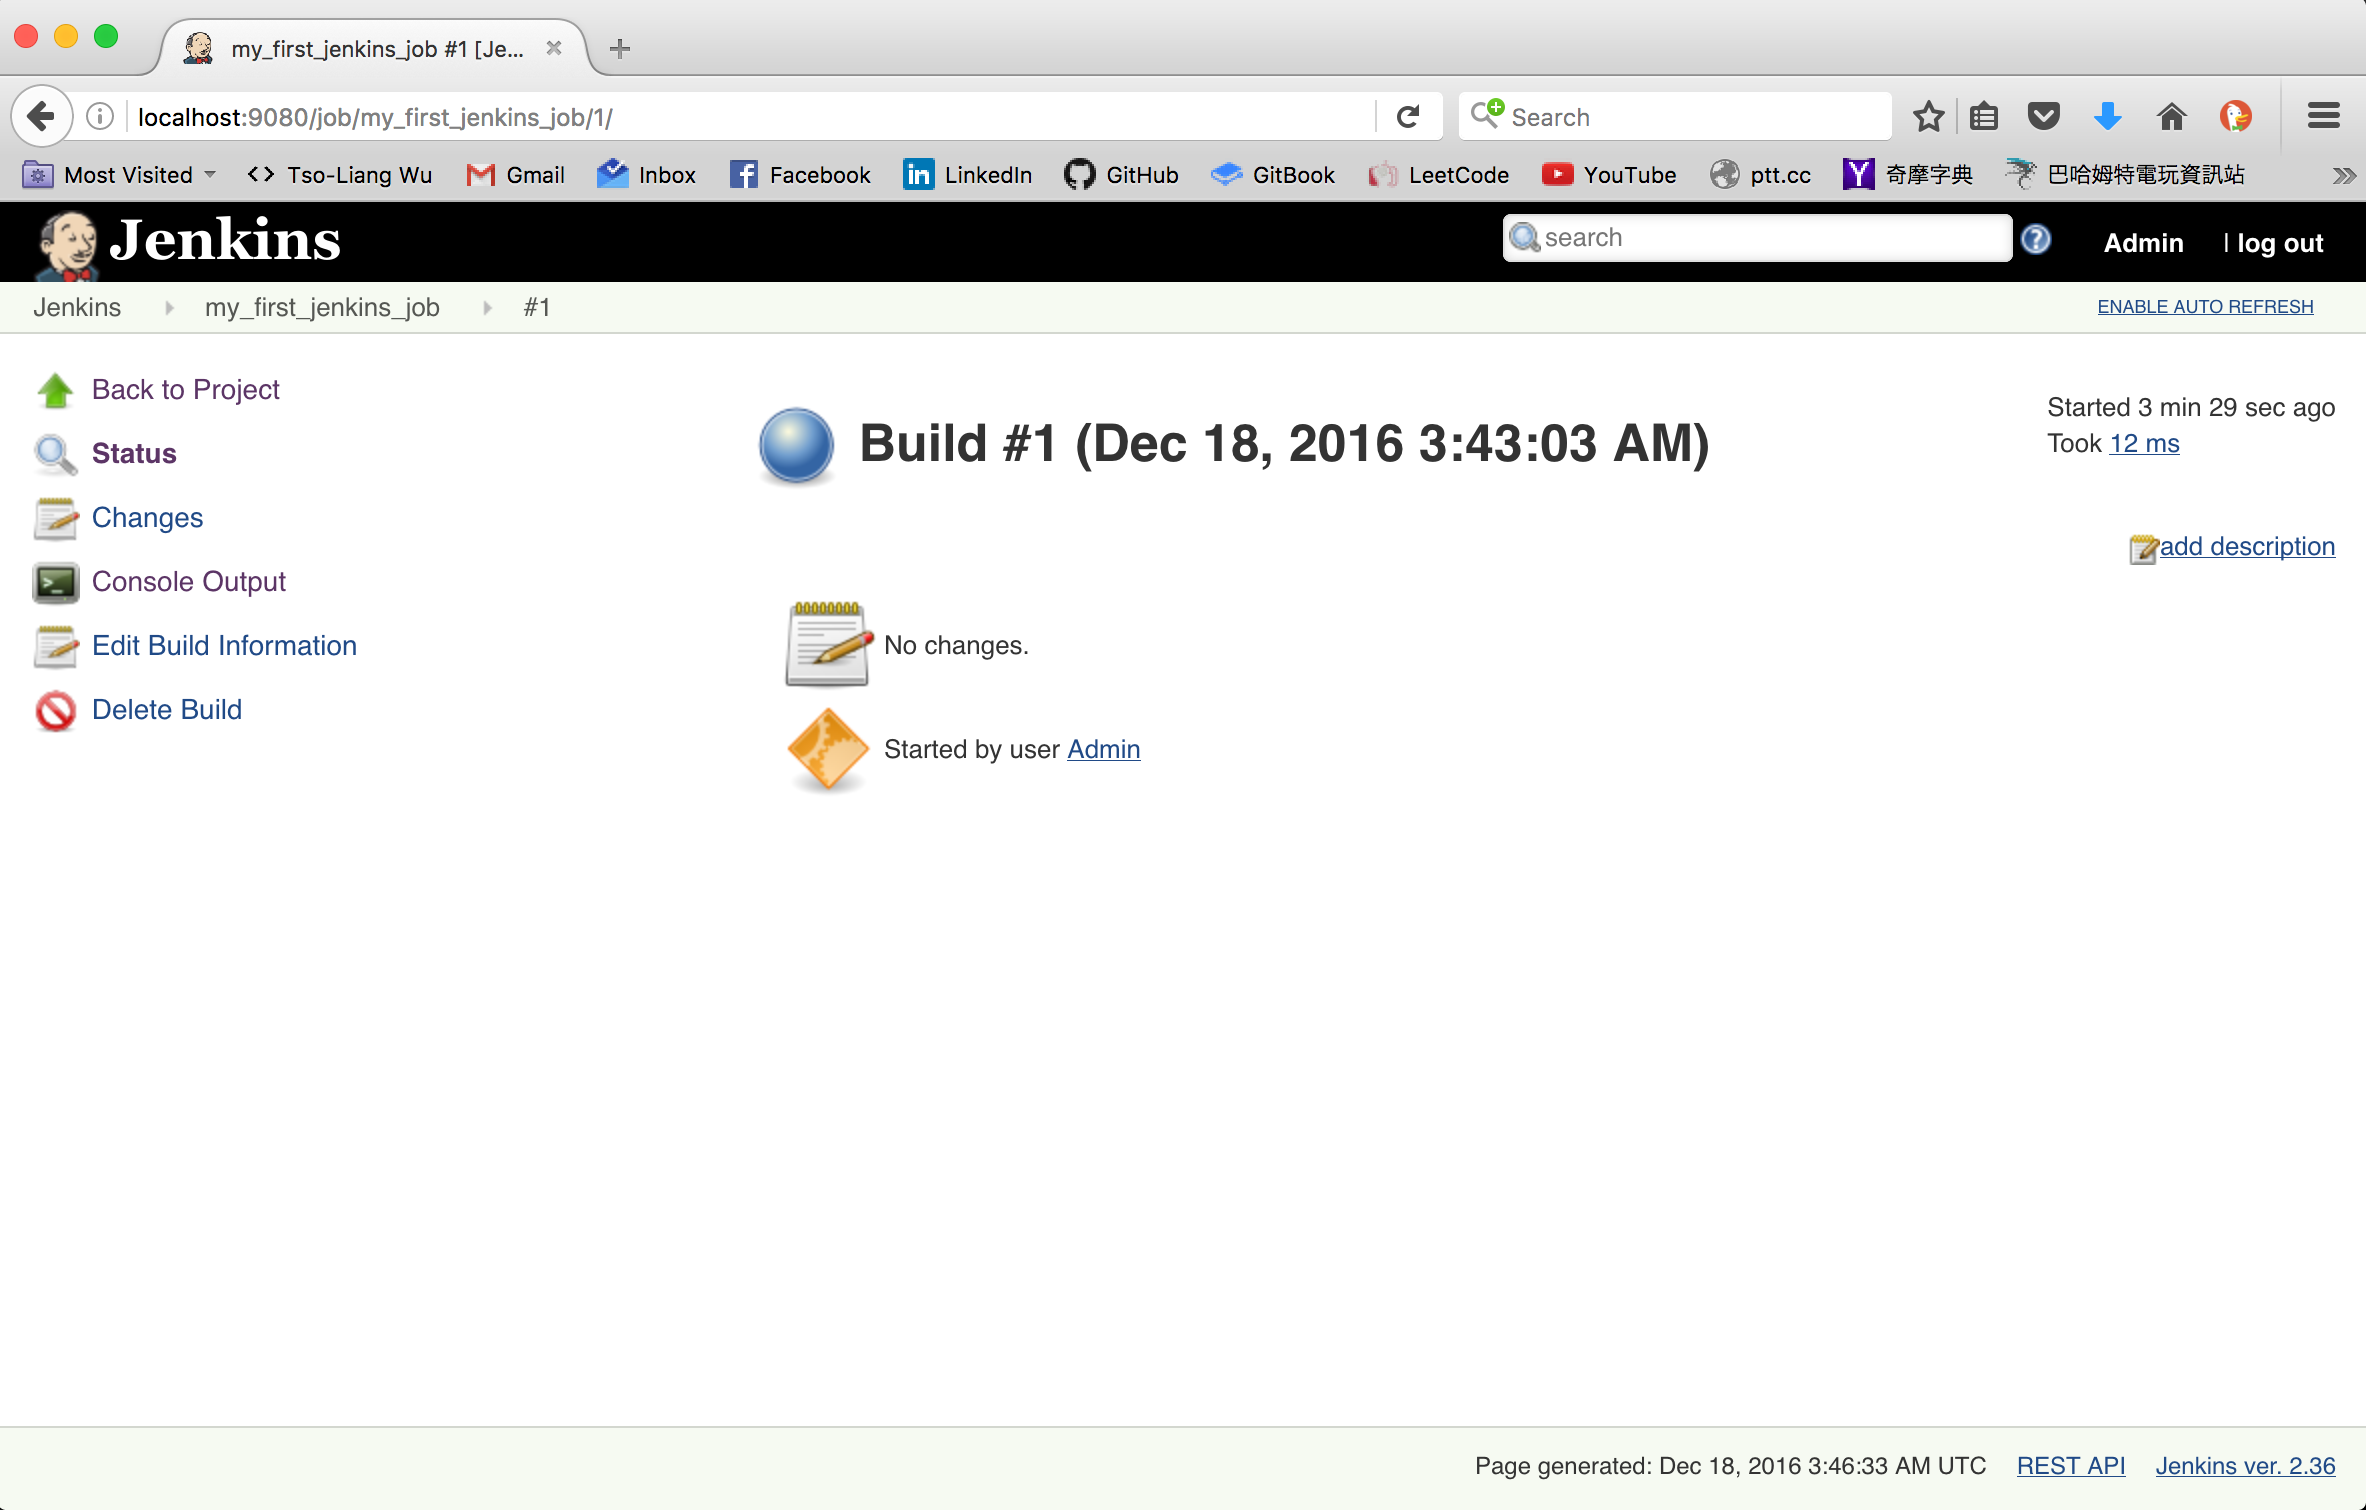 my_first_jenkins_job #1 [Je...
localhost:9080/job/my_first_jenkins_job/1/
Search
Most Visited
Tso-Liang Wu
Gmail
Inbox
Facebook
LinkedIn
GitHub
GitBook
LeetCode
YouTube
ptt.cc
奇摩字典
巴哈姆特電玩資訊站
Jenkins
search
Admin
| log out
Jenkins
my_first_jenkins_job
#1
ENABLE AUTO REFRESH
Back to Project
Status
Changes
Console Output
Edit Build Information
Delete Build
Build #1 (Dec 18, 2016 3:43:03 AM)
Started 3 min 29 sec ago
Took 12 ms
add description
No changes.
Started by user Admin
Page generated: Dec 18, 2016 3:46:33 AM UTC
REST API
Jenkins ver. 2.36